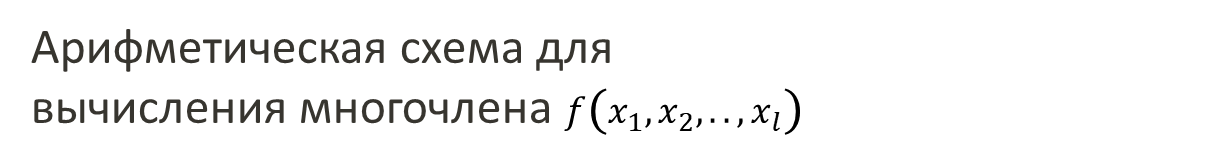 Арифметическая схема для
вычисления многочлена f(x₁,x₂,..,xₗ)